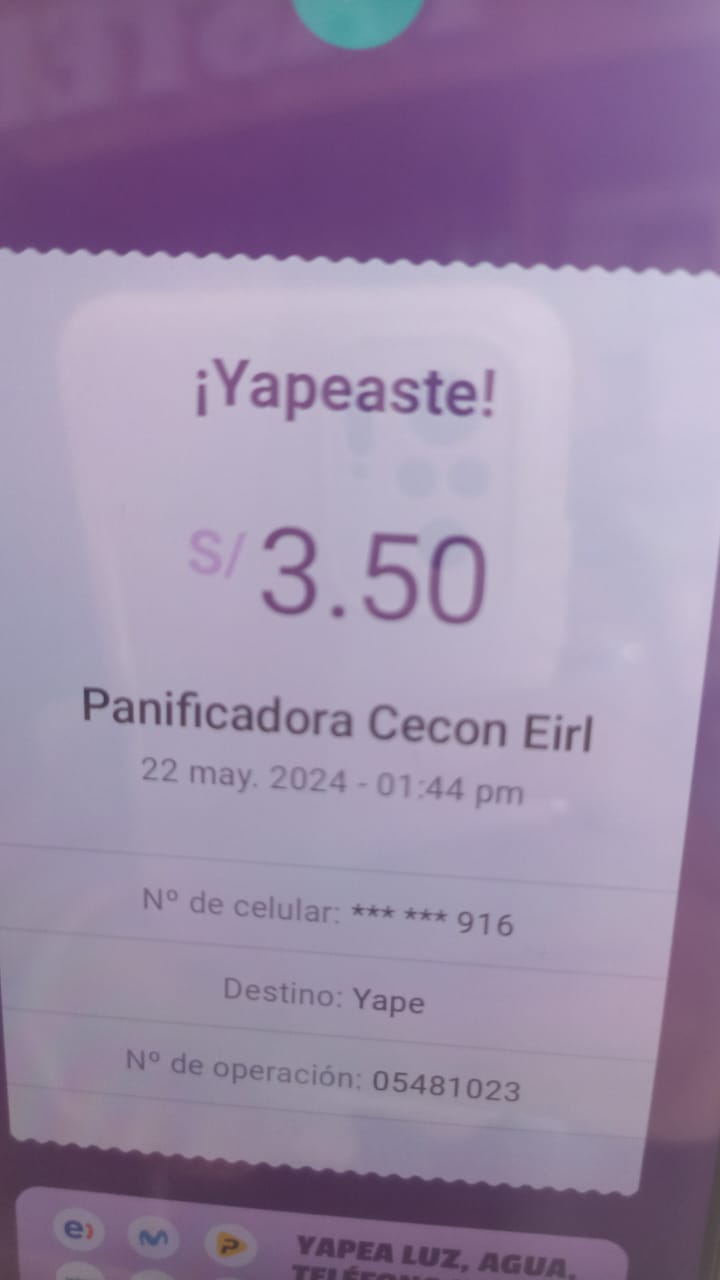 ¡Yapeaste!
S/ 3.50
Panificadora Cecon Eirl
22 may. 2024 - 01:44 pm
Nº de celular: *** *** 916
Destino: Yape
Nº de operación: 05481023
YAPEA LUZ, AGUA,